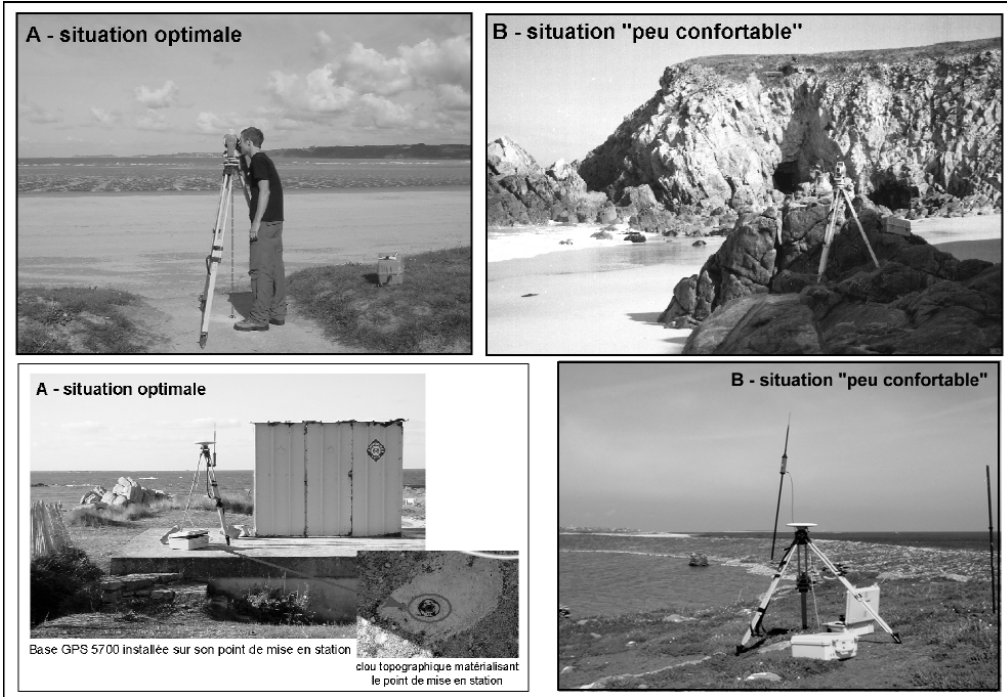 A - situation optimale
B - situation "peu confortable"
A - situation optimale
B - situation "peu confortable"
Base GPS 5700 installée sur son point de mise en station
clou topographique matérialisant
le point de mise en station